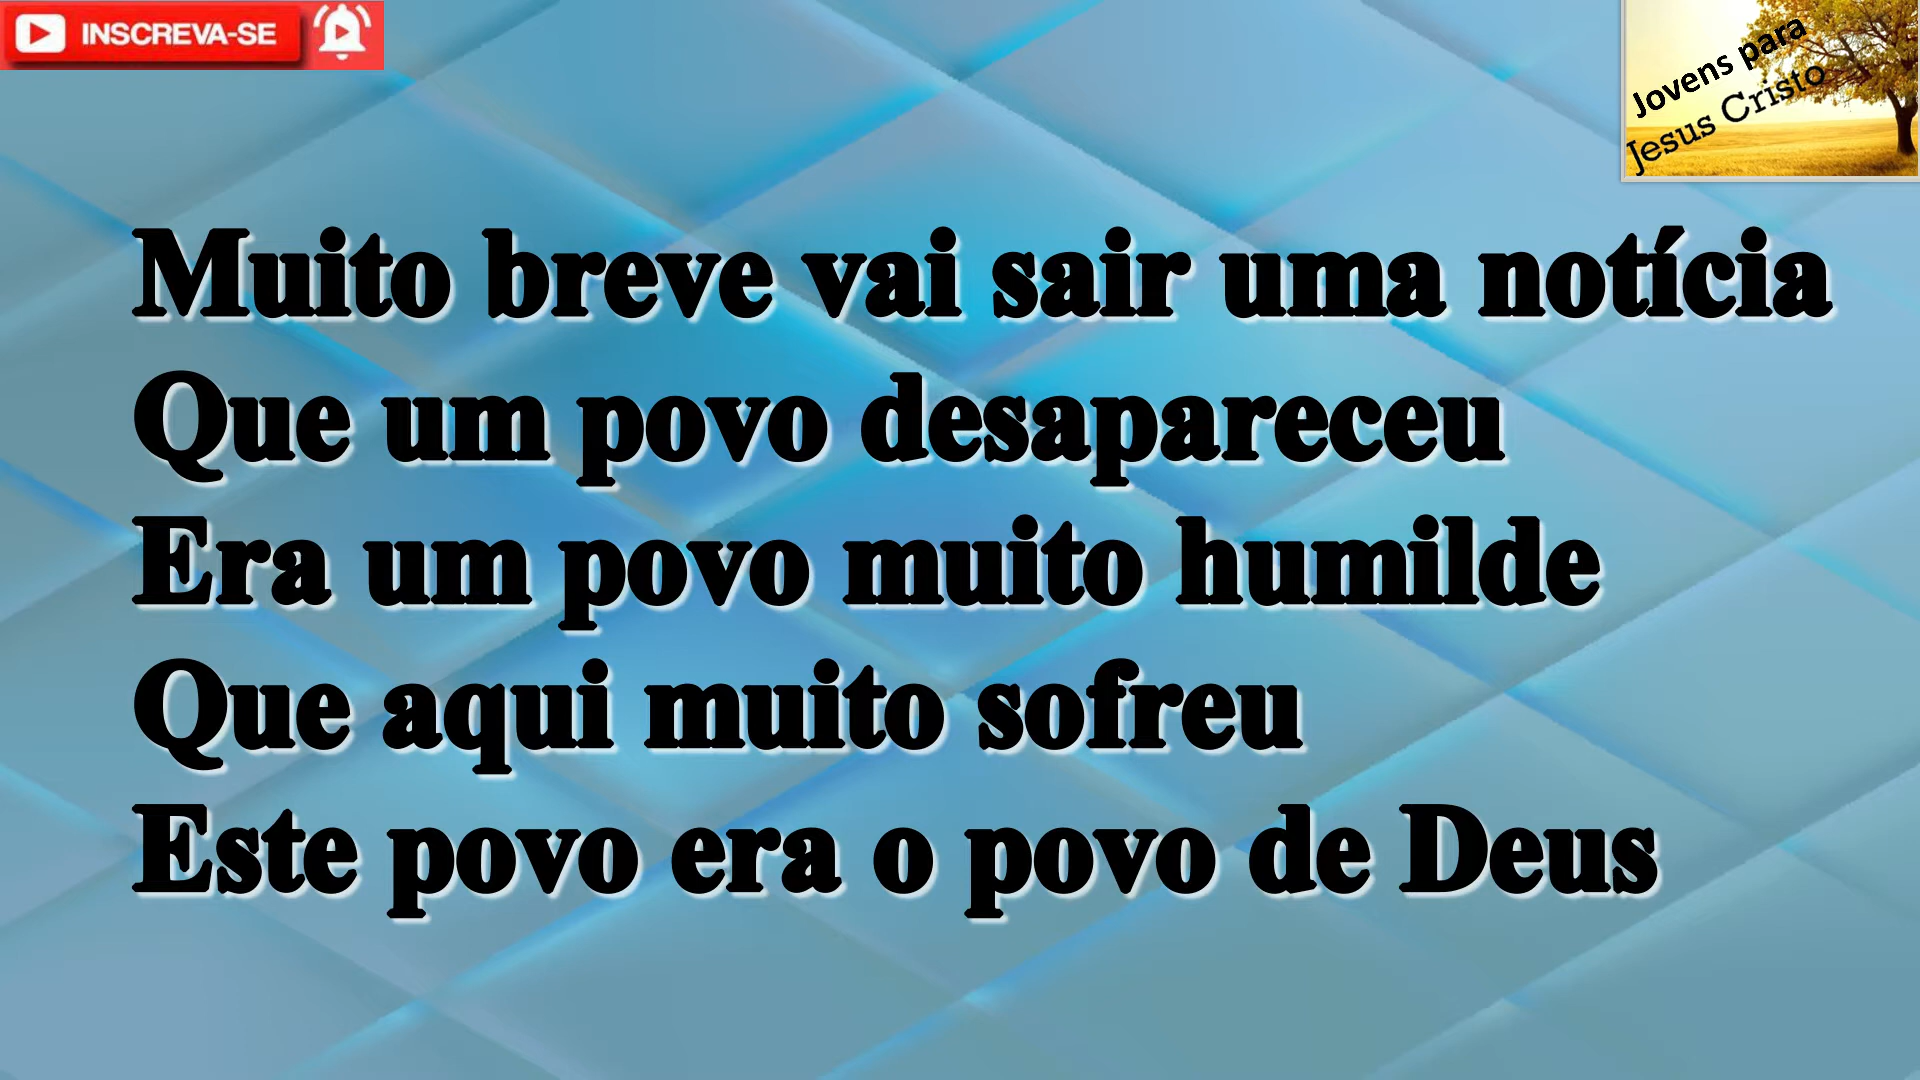 INSCREVA-SE
Jovens para
Jesus Cristo
Muito breve vai sair uma notícia
Que um povo desapareceu
Era um povo muito humilde
Que aqui muito sofreu
Este povo era o povo de Deus